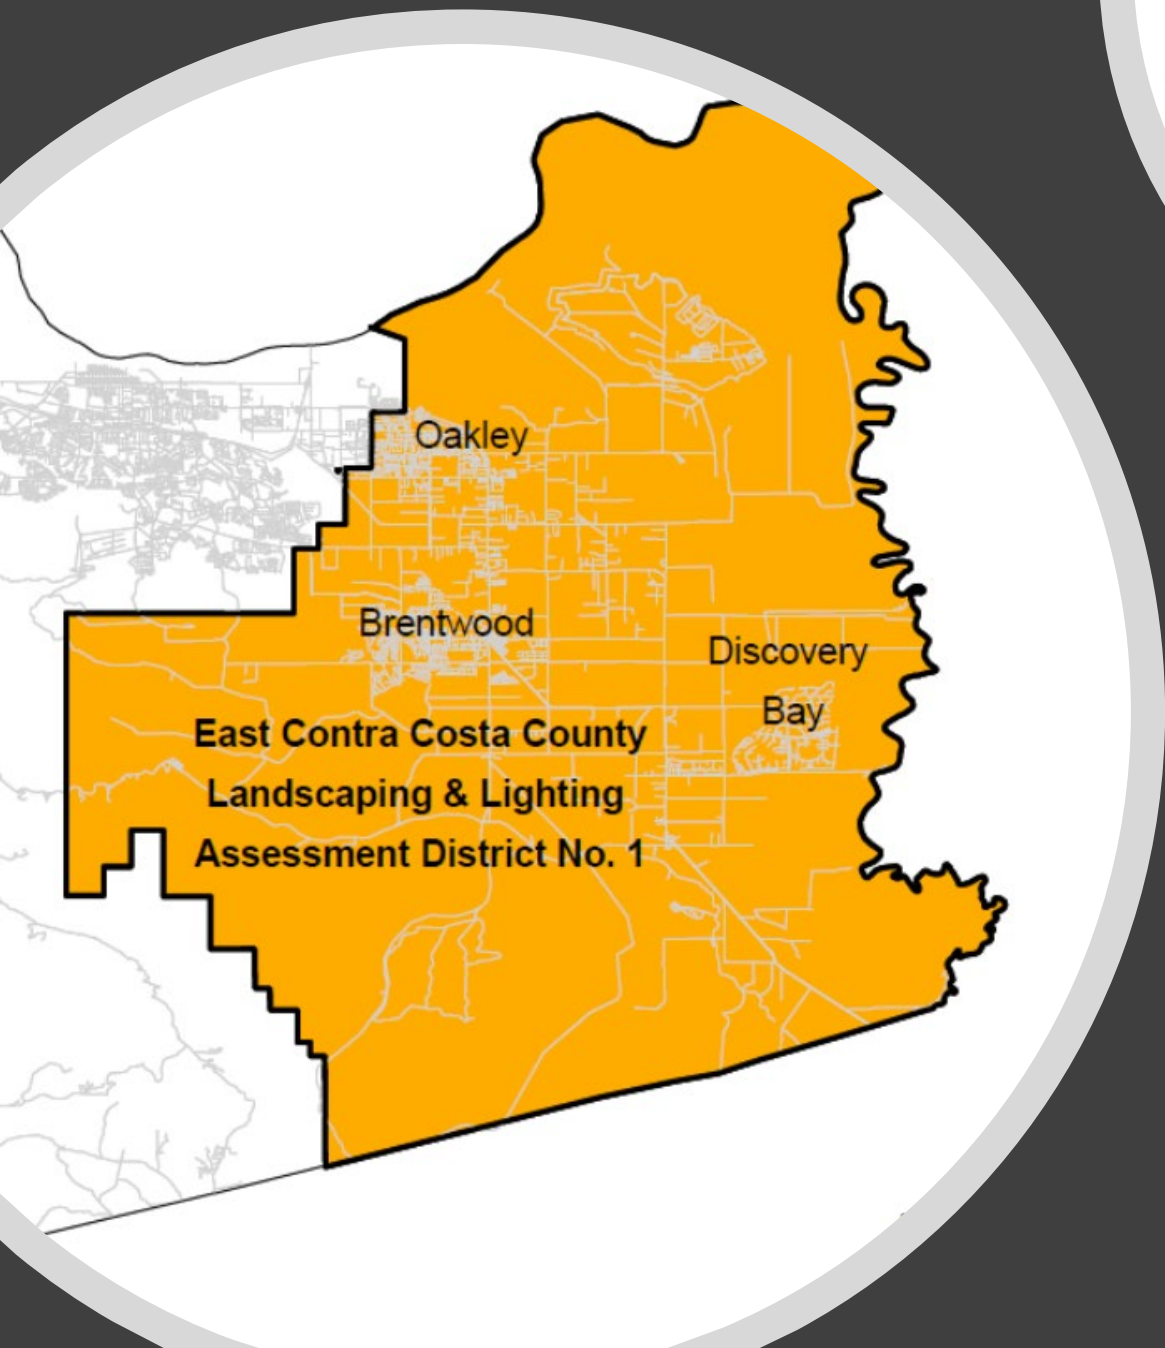 Oakley
Brentwood
Discovery
Bay
East Contra Costa County
Landscaping & Lighting
Assessment District No. 1